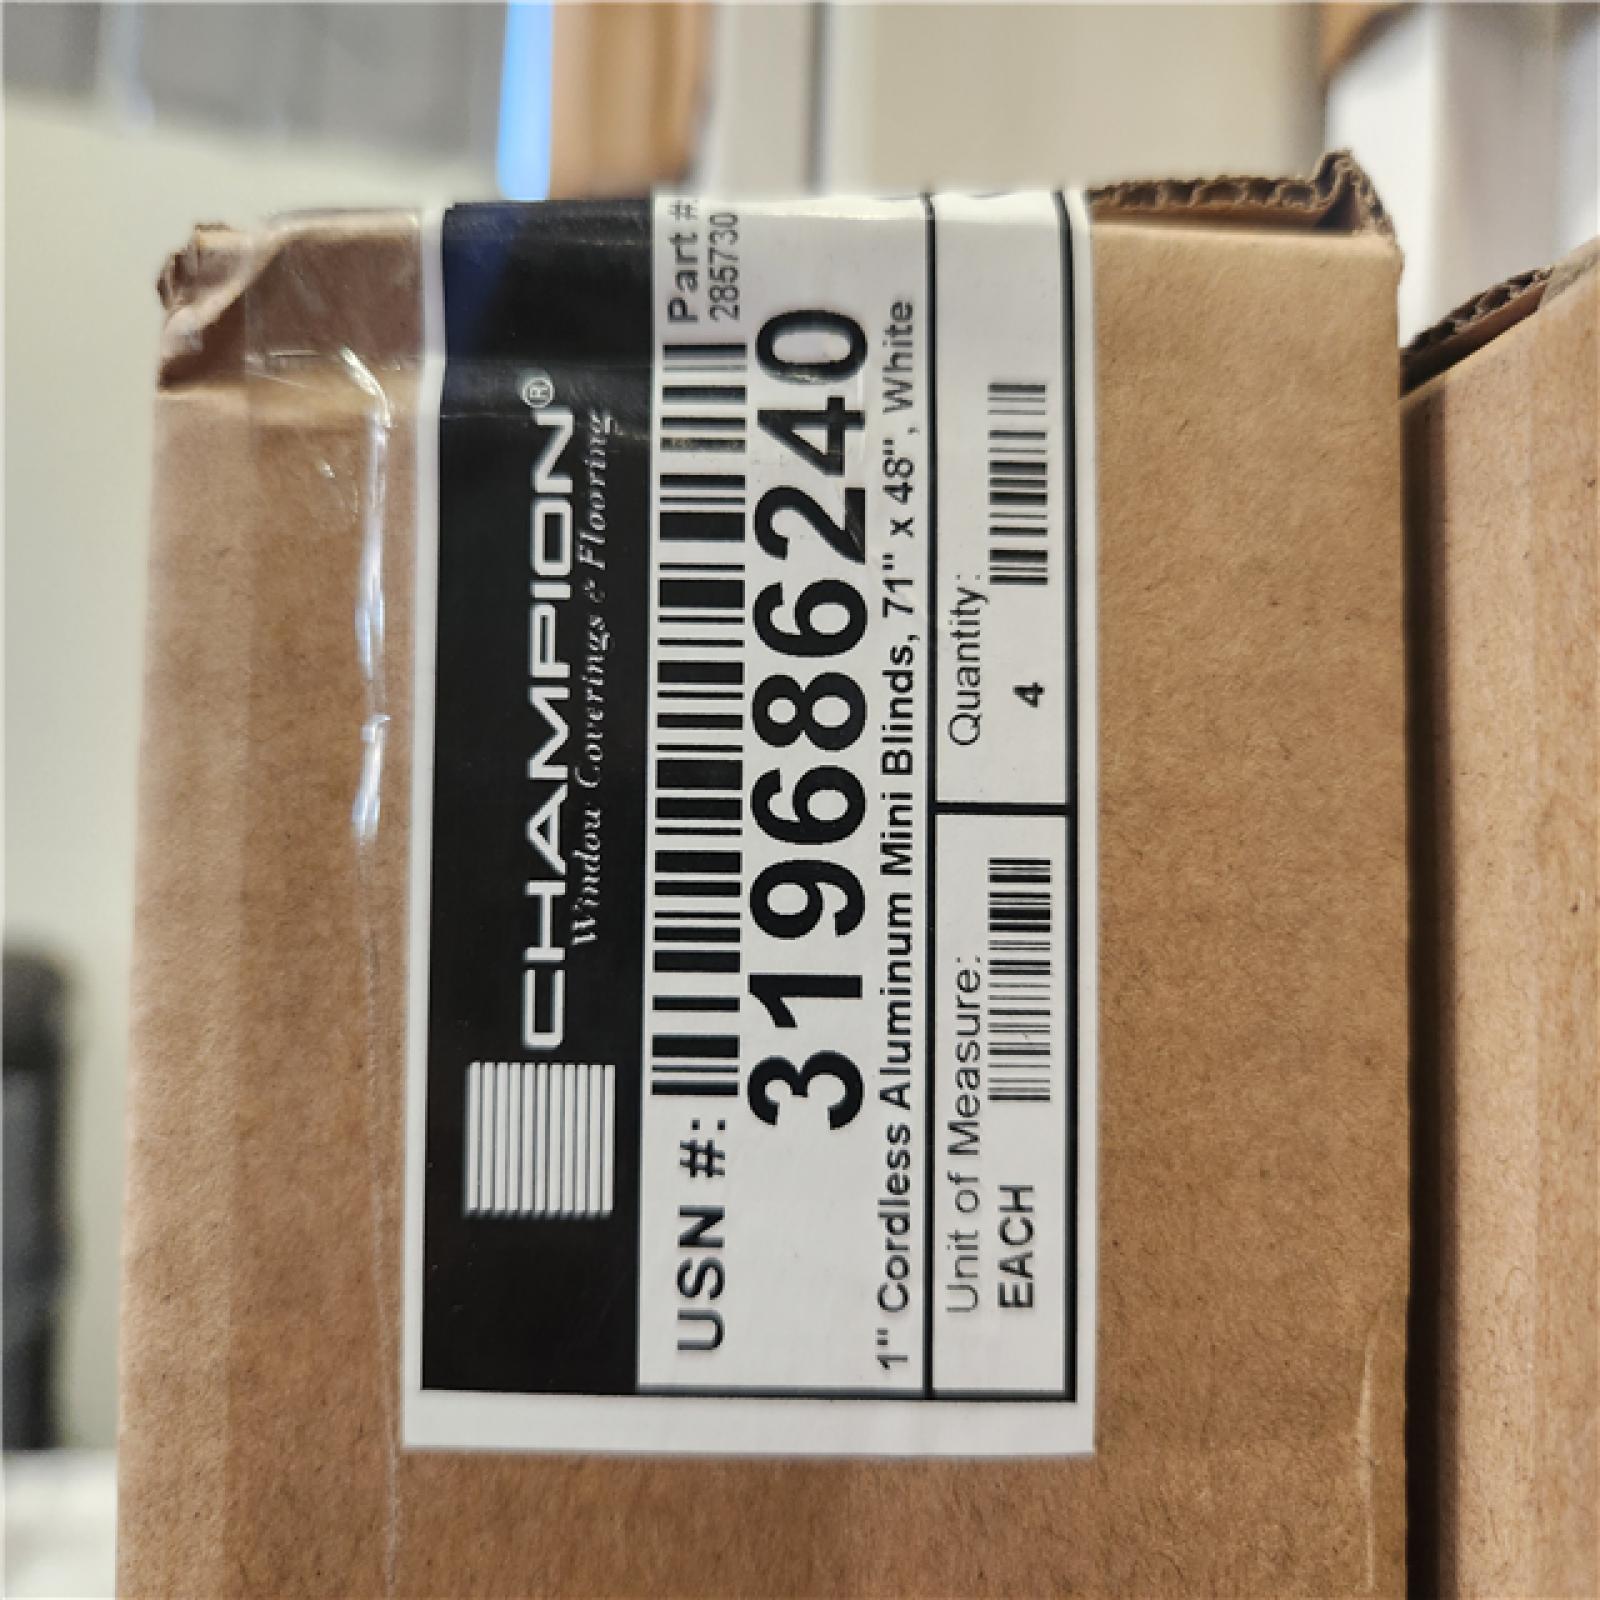 CHAMPION®
Window Coverings & Flooring
USN #:
Part #:
285730
3196886240
1" Cordless Aluminum Mini Blinds, 71" x 48", White
Unit of Measure:
EACH
Quantity:
4